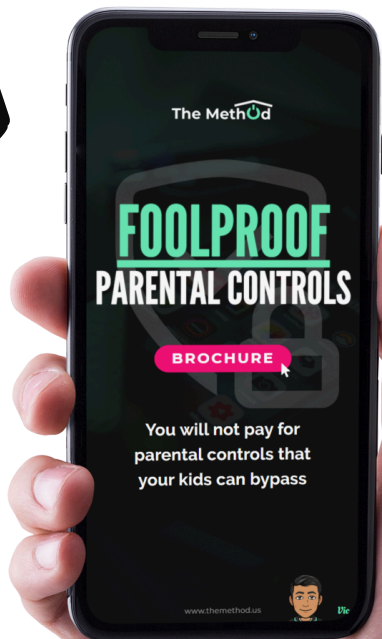 The Method
FOOLPROOF
PARENTAL CONTROLS
BROCHURE
You will not pay for
parental controls that
your kids can bypass
www.themethod.us
Vic